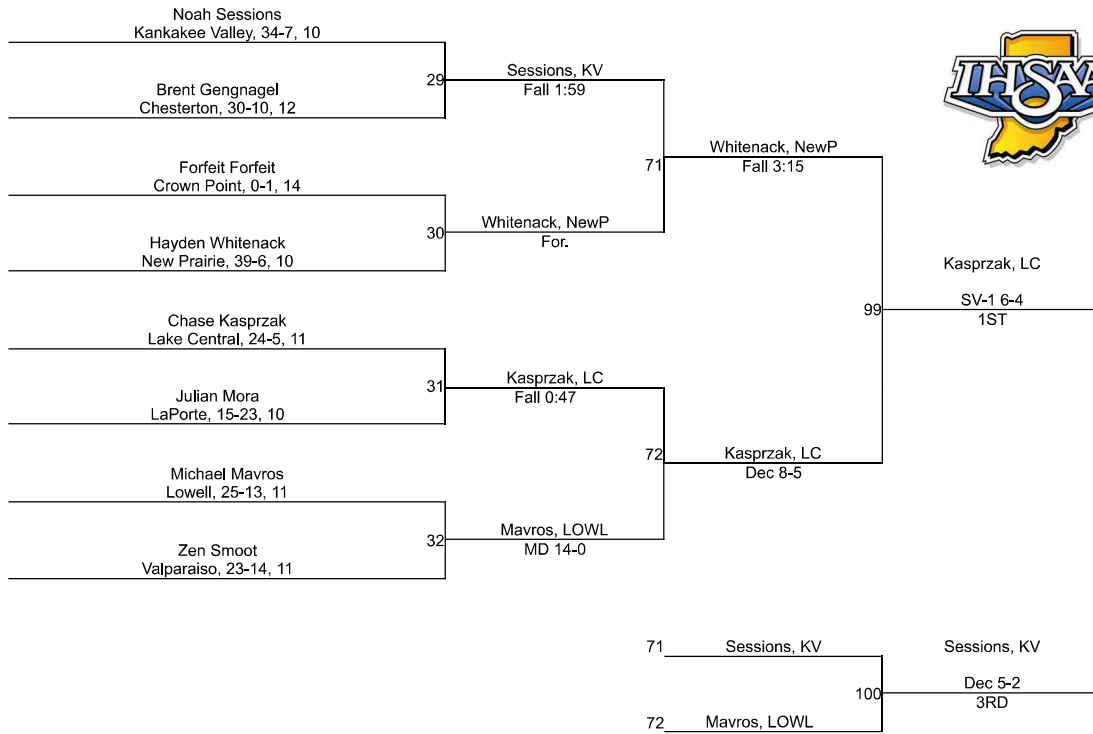 Noah Sessions
Kankakee Valley, 34-7, 10
Brent Gengnagel
Chesterton, 30-10, 12
Forfeit Forfeit
Crown Point, 0-1, 14
Hayden Whitenack
New Prairie, 39-6, 10
Chase Kasprzak
Lake Central, 24-5, 11
Julian Mora
LaPorte, 15-23, 10
Michael Mavros
Lowell, 25-13, 11
Zen Smoot
Valparaiso, 23-14, 11
29
Sessions, KV
Fall 1:59
30
Whitenack, NewP
For.
31
Kasprzak, LC
Fall 0:47
32
Mavros, LOWL
MD 14-0
71
Whitenack, NewP
Fall 3:15
72
Kasprzak, LC
Dec 8-5
IHSAA
99
Kasprzak, LC
SV-1 6-4
1ST
71
Sessions, KV
72
Mavros, LOWL
100
Sessions, KV
Dec 5-2
3RD